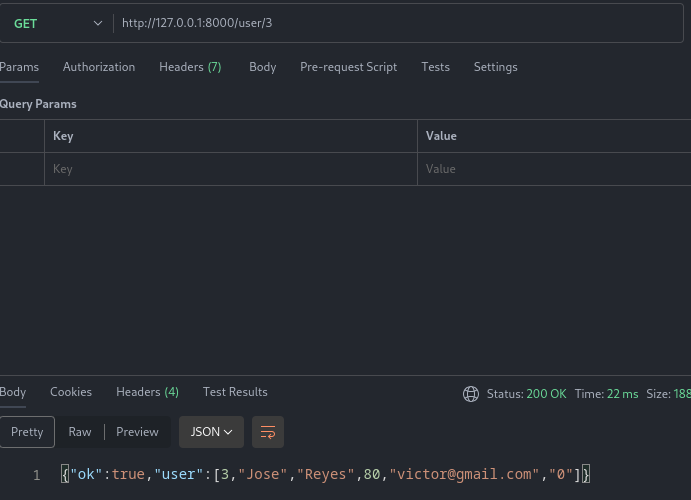 GET http://127.0.0.1:8000/user/3
Params Authorization Headers (7) Body Pre-request Script Tests Settings
Query Params
Key Value
Key Value
Body Cookies Headers (4) Test Results Status: 200 OK Time: 22 ms Size: 188
Pretty Raw Preview JSON
1 {"ok":true,"user":[3,"Jose","Reyes",80,"victor@gmail.com","0"]}